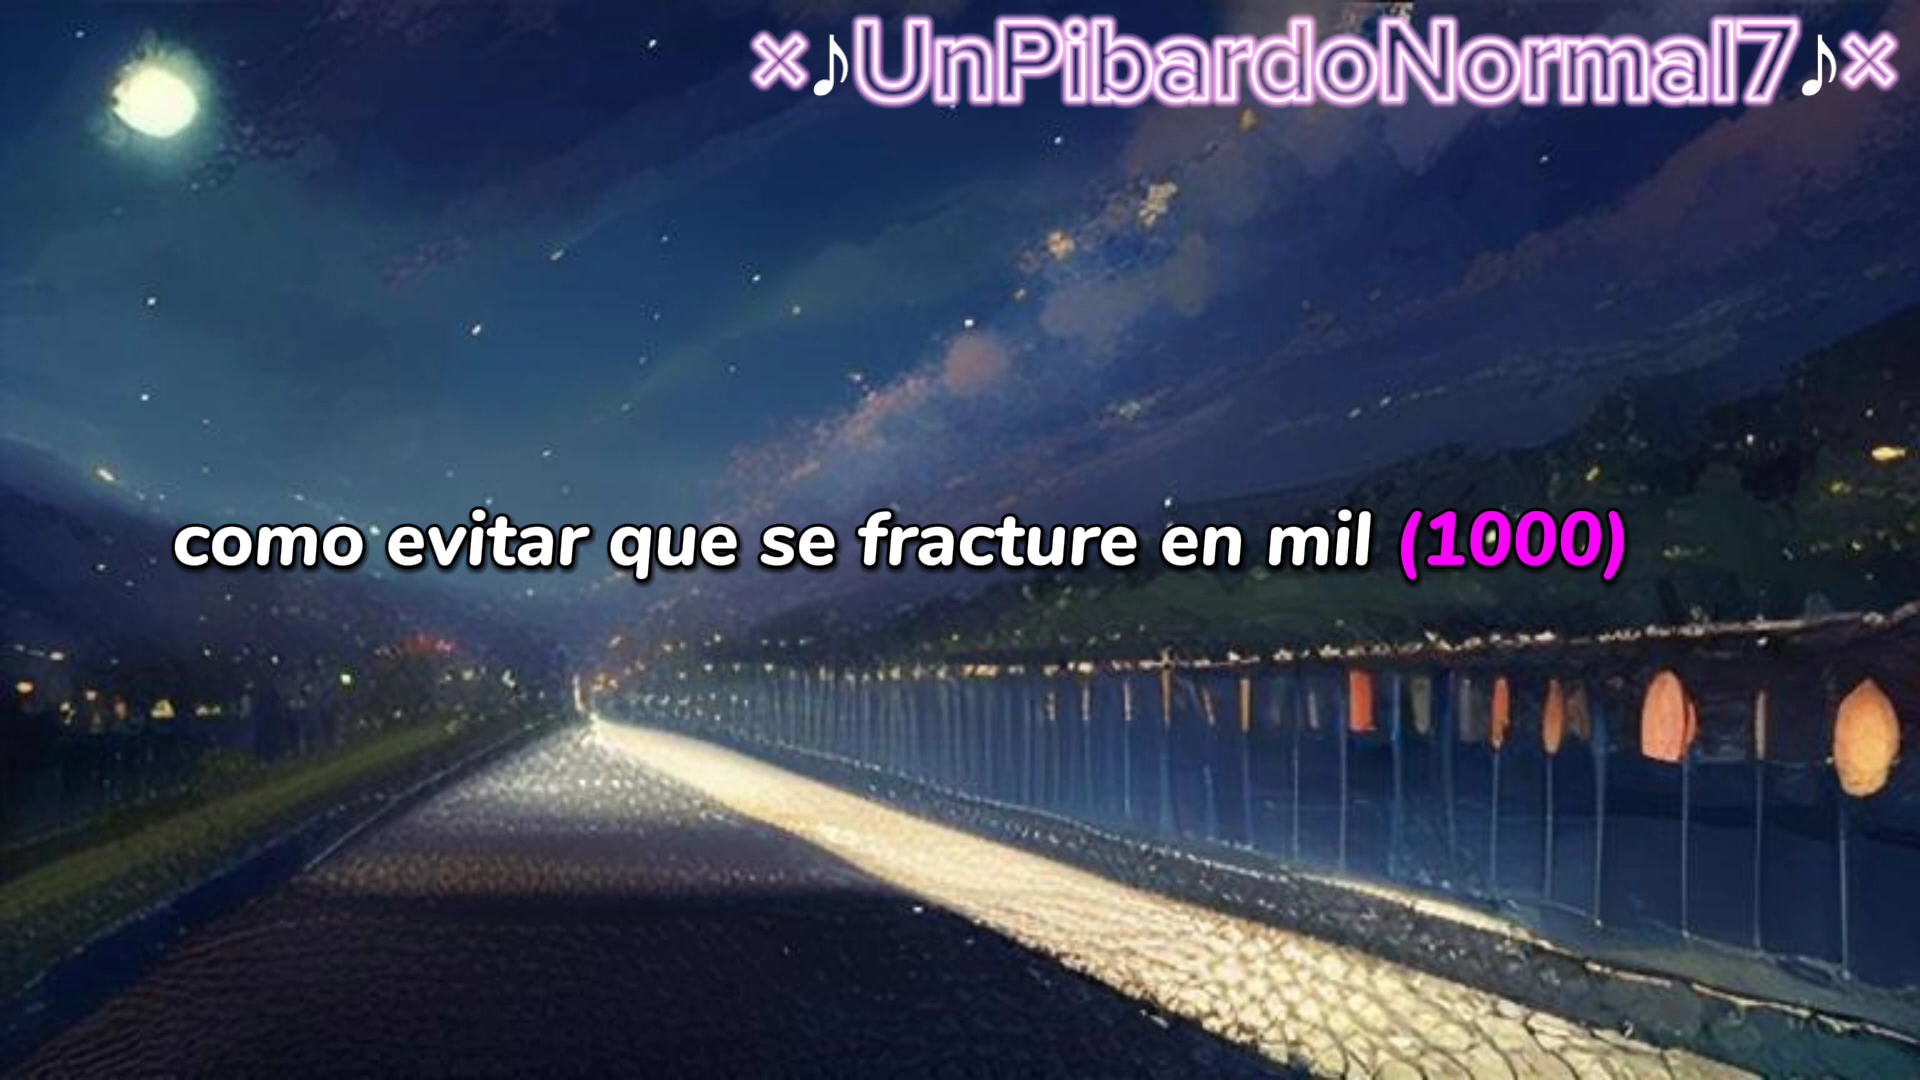 ×♪UnPibardoNormal7♪×
como evitar que se fracture en mil (1000)